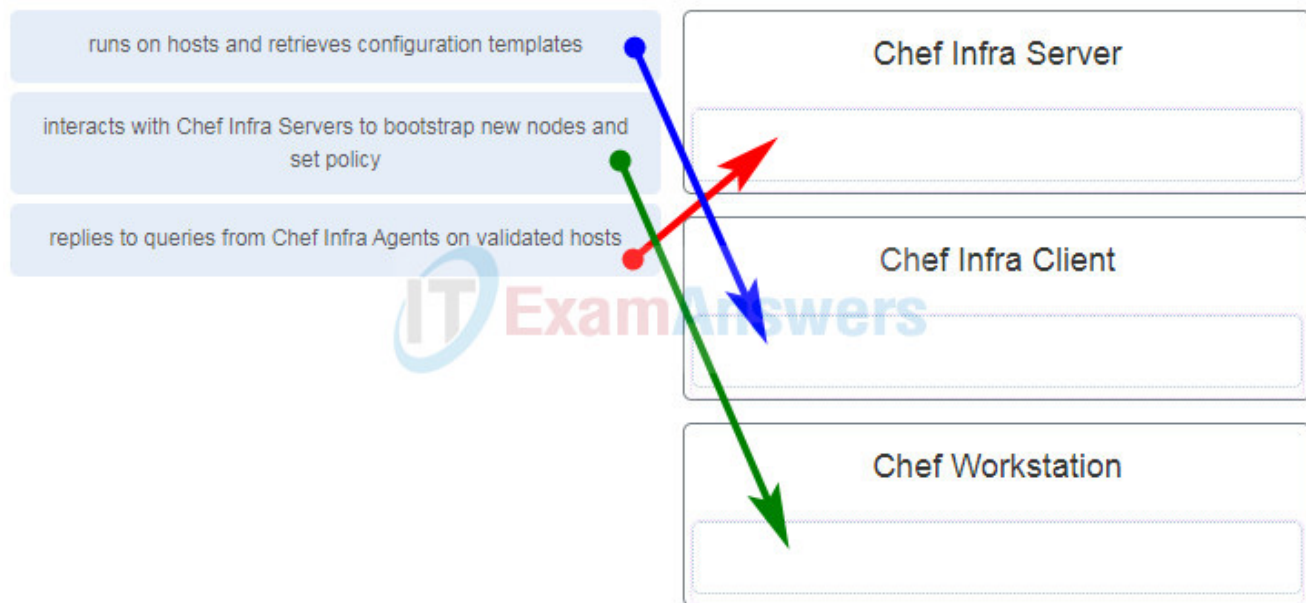 runs on hosts and retrieves configuration templates
interacts with Chef Infra Servers to bootstrap new nodes and
set policy
replies to queries from Chef Infra Agents on validated hosts
Chef Infra Server
Chef Infra Client
Chef Workstation
IT ExamAnswers